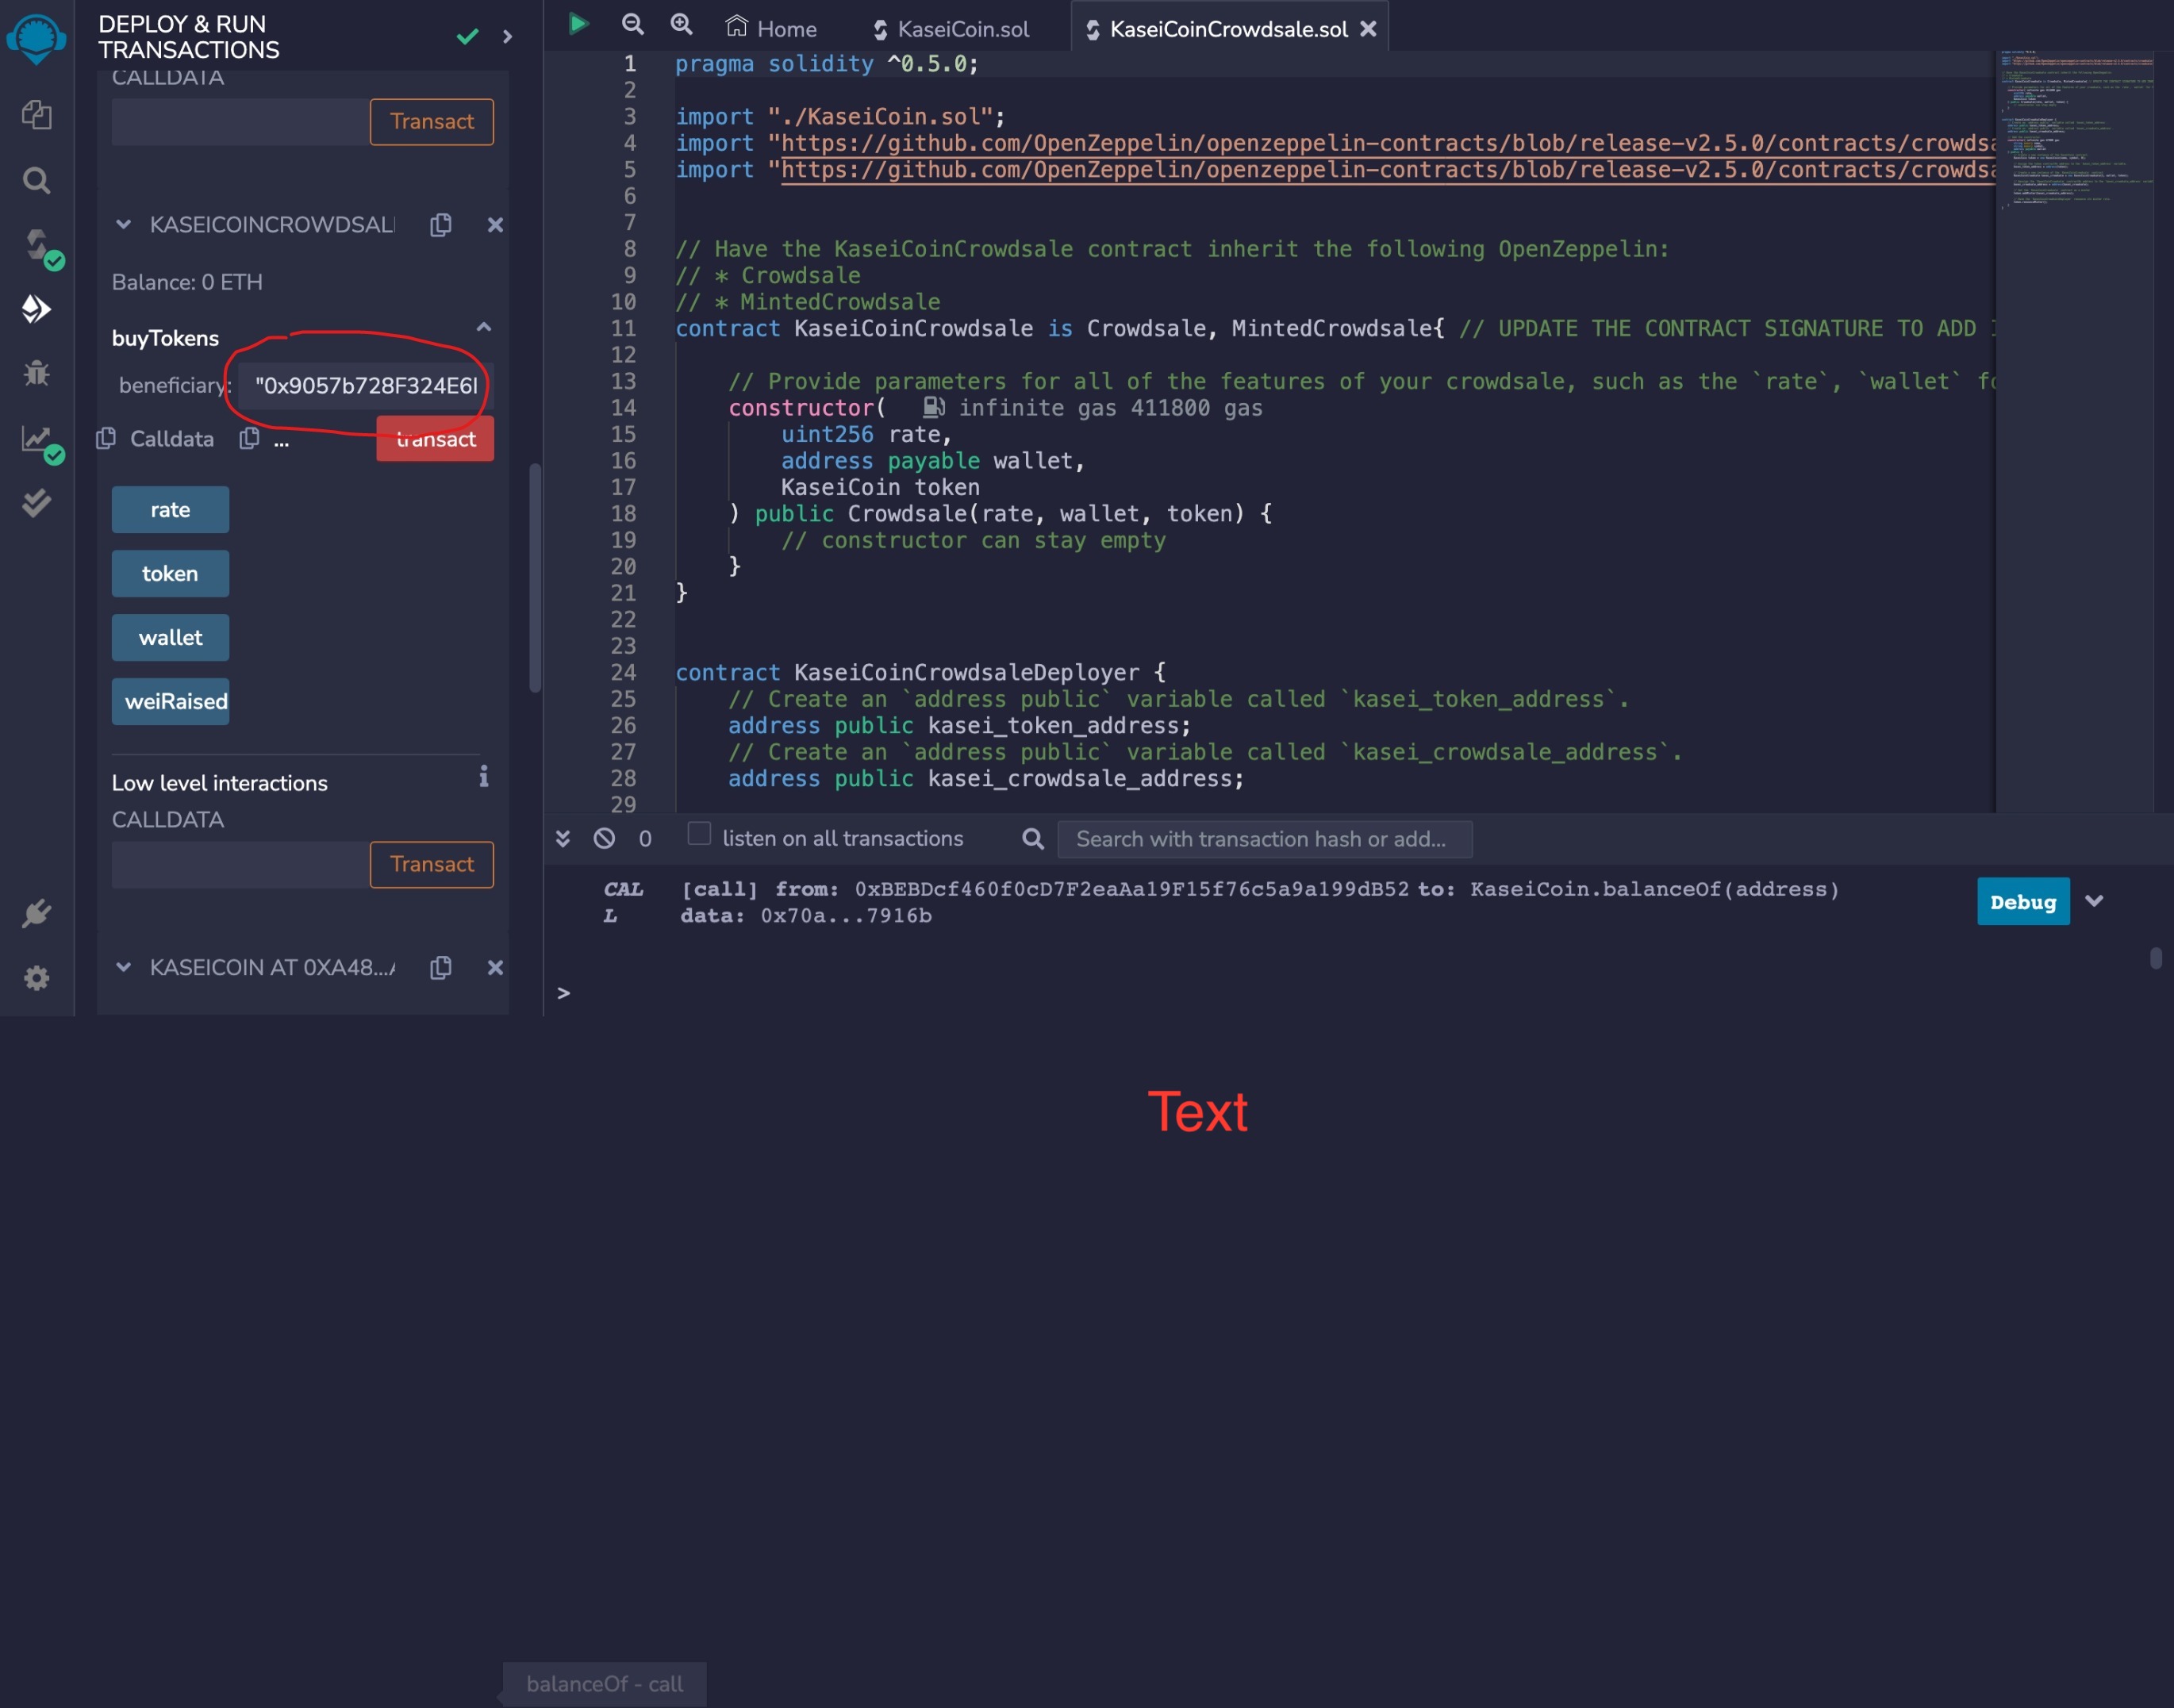 DEPLOY & RUN
TRANSACTIONS
CALLDATA
Transact
KASEICOINCROWDSAL
Balance: 0 ETH
buyTokens
beneficiary: "0x9057b728F324E6
Calldata ... transact
rate
token
wallet
weiRaised
Low level interactions
CALLDATA
Transact
KASEICOIN AT 0XA48...
Home KaseiCoin.sol KaseiCoinCrowdsale.sol
1 pragma solidity ^0.5.0;
2
3 import "./KaseiCoin.sol";
4 import "https://github.com/OpenZeppelin/openzeppelin-contracts/blob/release-v2.5.0/contracts/crowdsa
5 import "https://github.com/OpenZeppelin/openzeppelin-contracts/blob/release-v2.5.0/contracts/crowdsa
6
7
8 // Have the KaseiCoinCrowdsale contract inherit the following OpenZeppelin:
9 // * Crowdsale
10 // * MintedCrowdsale
11 contract KaseiCoinCrowdsale is Crowdsale, MintedCrowdsale{ // UPDATE THE CONTRACT SIGNATURE TO ADD
12
13 // Provide parameters for all of the features of your crowdsale, such as the `rate`, `wallet` fo
14 constructor( infinite gas 411800 gas
15 uint256 rate,
16 address payable wallet,
17 KaseiCoin token
18 ) public Crowdsale(rate, wallet, token) {
19 // constructor can stay empty
20 }
21 }
22
23
24 contract KaseiCoinCrowdsaleDeployer {
25 // Create an `address public` variable called `kasei_token_address`.
26 address public kasei_token_address;
27 // Create an `address public` variable called `kasei_crowdsale_address`.
28 address public kasei_crowdsale_address;
29
0 listen on all transactions Search with transaction hash or add...
CAL [call] from: 0xBEBDcf460f0cD7F2eaAa19F15f76c5a9a199dB52 to: KaseiCoin.balanceOf(address)
L data: 0x70a...7916b
Debug
>
Text
balanceOf - call